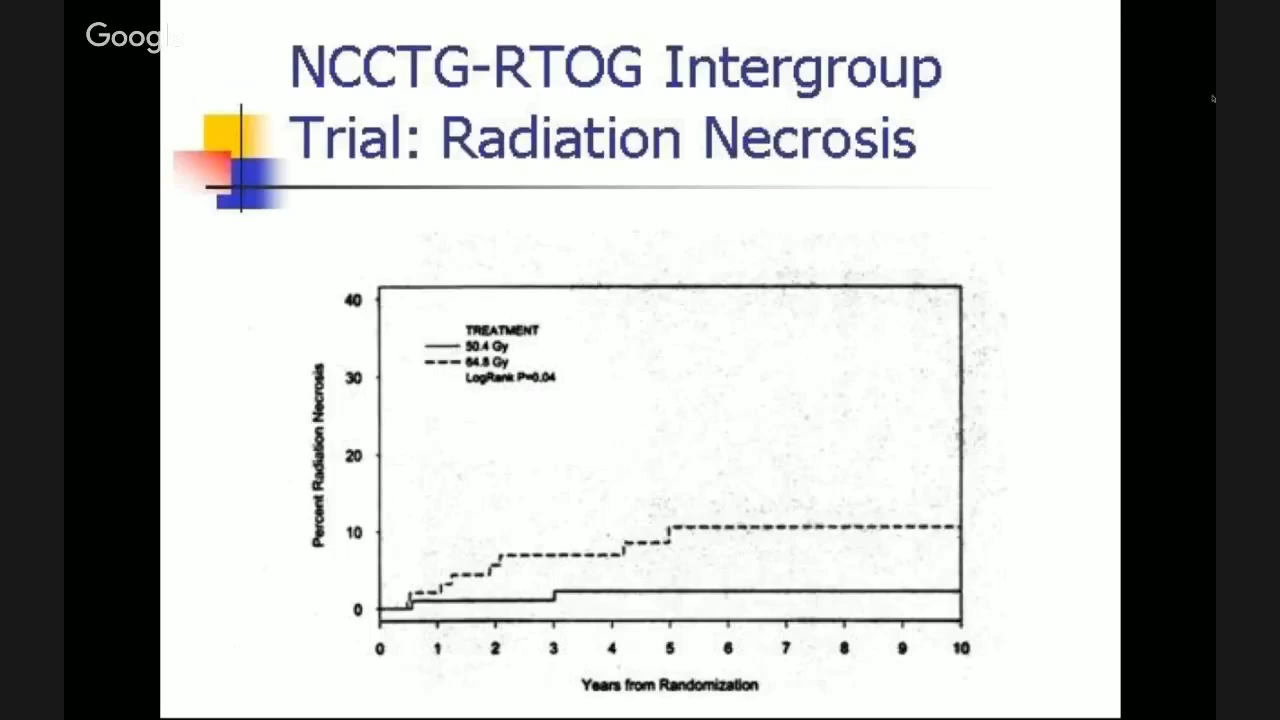 Google
NCCTG-RTOG Intergroup
Trial: Radiation Necrosis
TREATMENT
50.4 Gy
64.8 Gy
LogRank P=0.04
Percent Radiation Necrosis
40
30
20
10
0
0 1 2 3 4 5 6 7 8 9 10
Years from Randomization